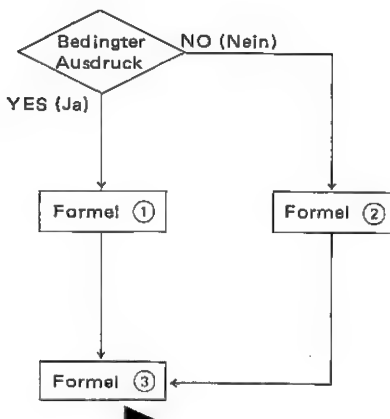 Bedingter
Ausdruck
NO (Nein)
YES (Ja)
Formel ①
Formel ②
Formel ③